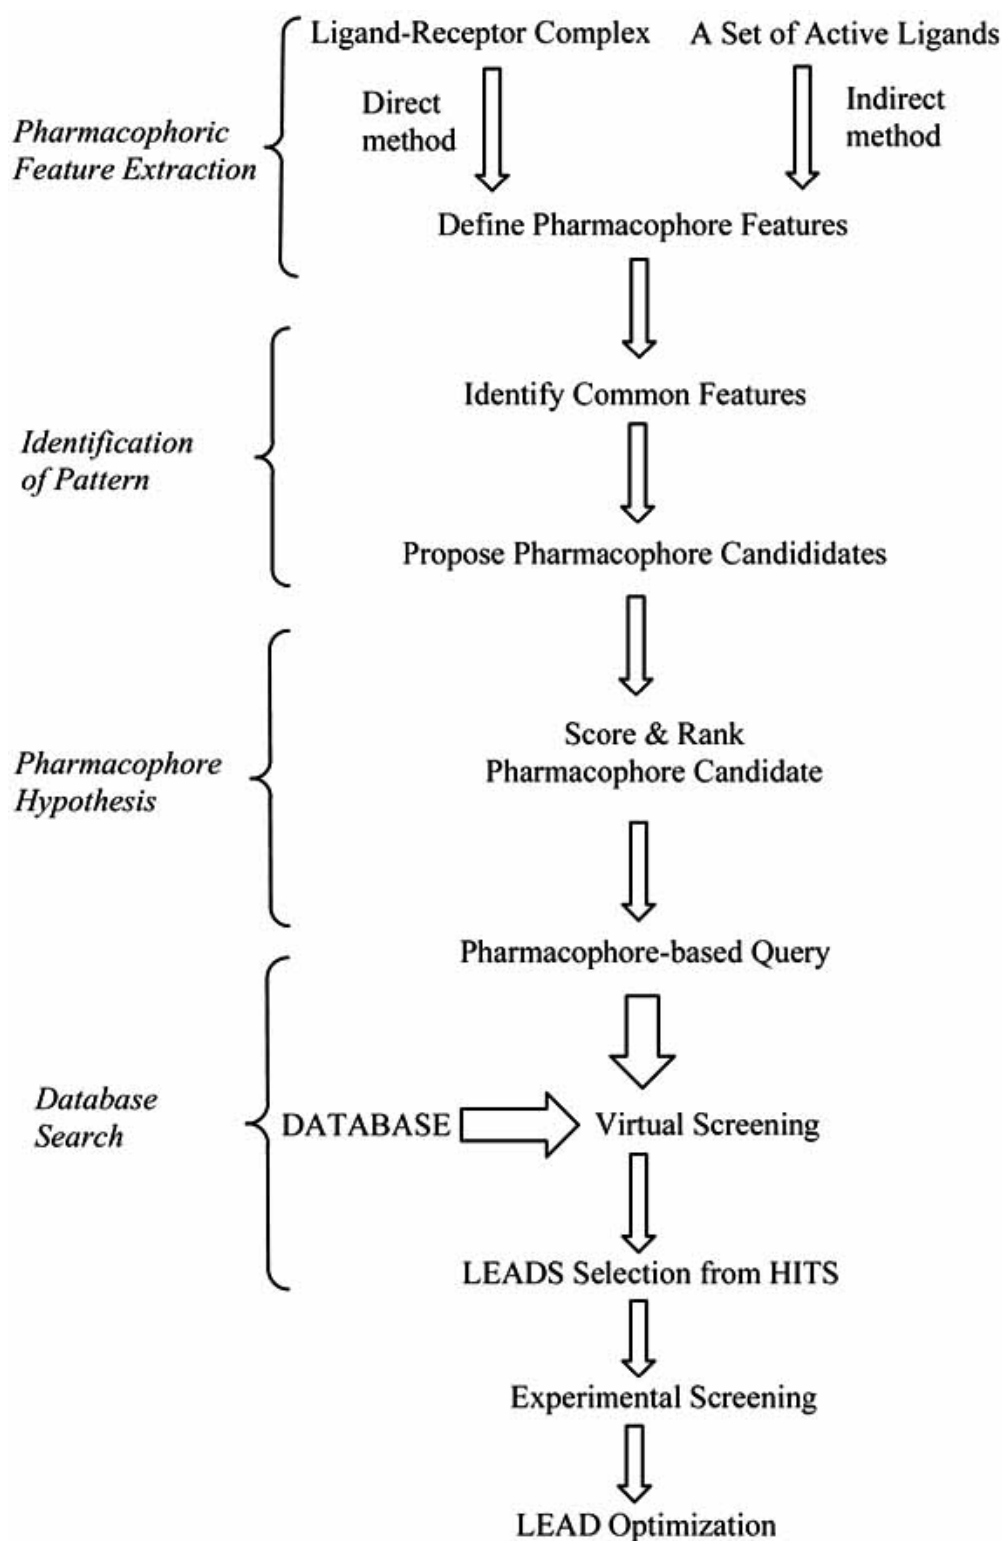 Ligand-Receptor Complex
A Set of Active Ligands
Direct
method
Indirect
method
Pharmacophoric
Feature Extraction
Define Pharmacophore Features
Identify Common Features
Identification
of Pattern
Propose Pharmacophore Candididates
Score & Rank
Pharmacophore Candidate
Pharmacophore
Hypothesis
Pharmacophore-based Query
Database
Search
DATABASE
Virtual Screening
LEADS Selection from HITS
Experimental Screening
LEAD Optimization